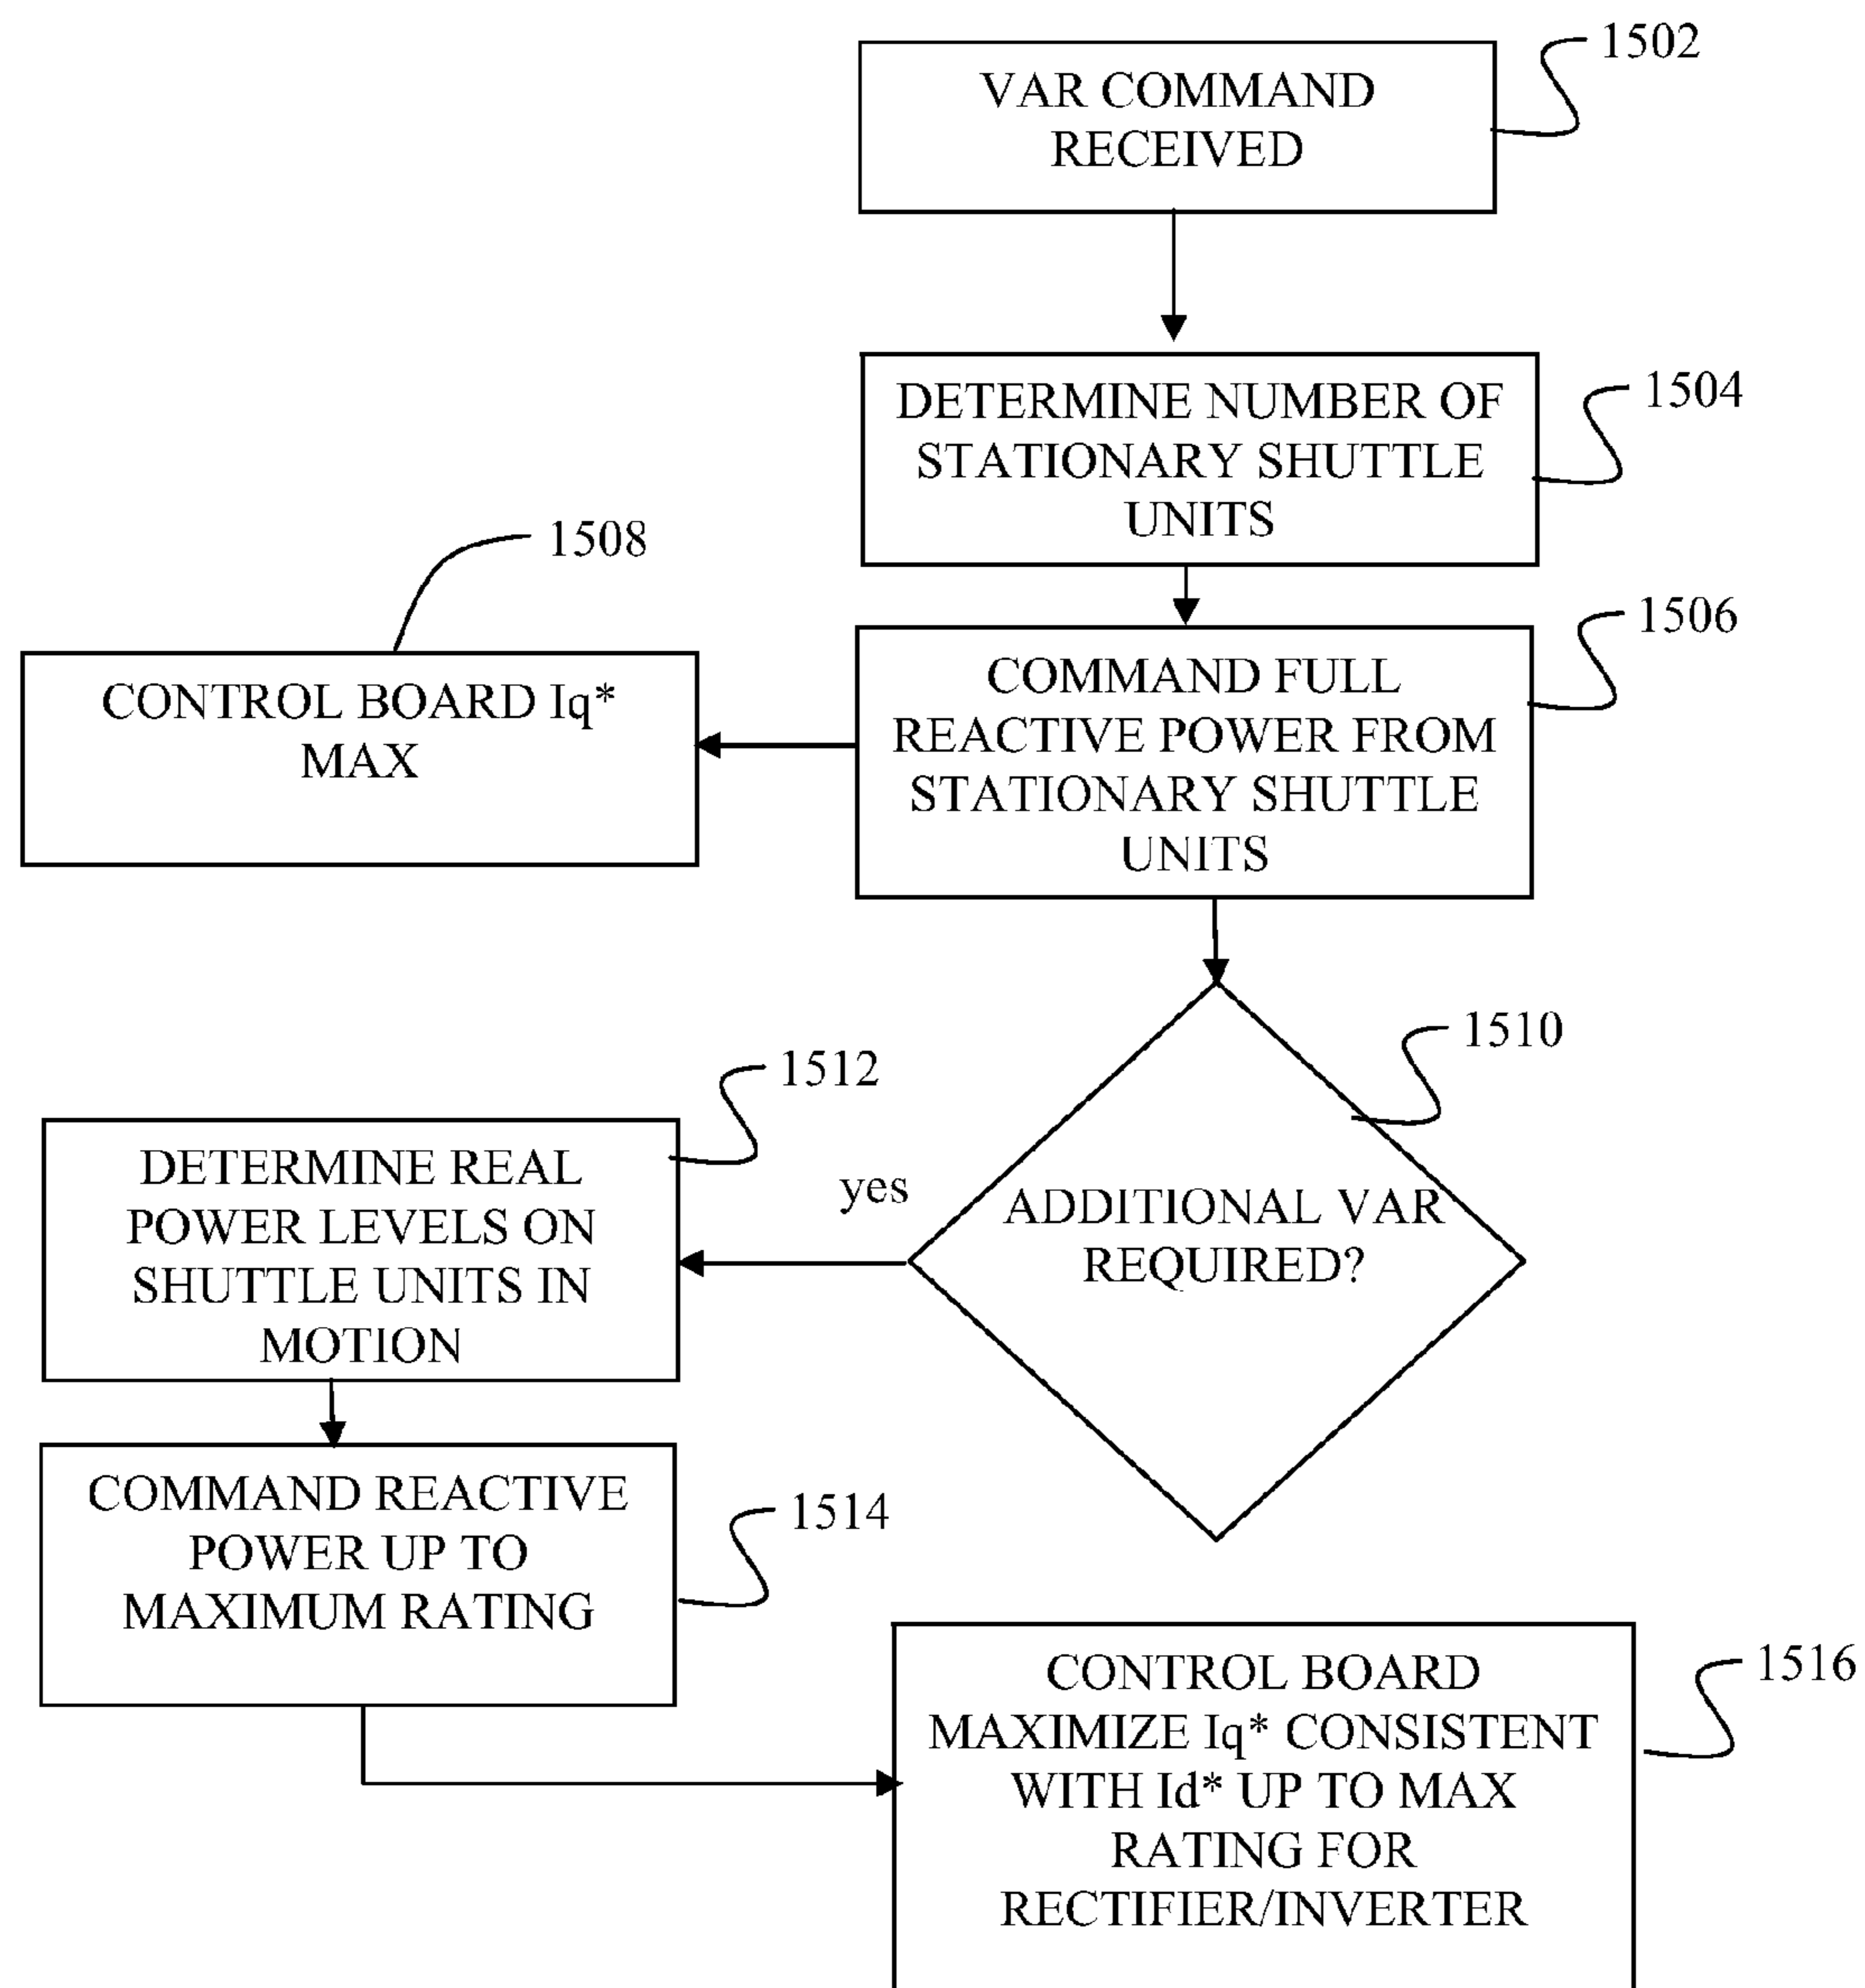 1502
VAR COMMAND
RECEIVED
1504
DETERMINE NUMBER OF
STATIONARY SHUTTLE
UNITS
1506
COMMAND FULL
REACTIVE POWER FROM
STATIONARY SHUTTLE
UNITS
1508
CONTROL BOARD Iq*
MAX
1510
ADDITIONAL VAR
REQUIRED?
yes
1512
DETERMINE REAL
POWER LEVELS ON
SHUTTLE UNITS IN
MOTION
1514
COMMAND REACTIVE
POWER UP TO
MAXIMUM RATING
1516
CONTROL BOARD
MAXIMIZE Iq* CONSISTENT
WITH Id* UP TO MAX
RATING FOR
RECTIFIER/INVERTER